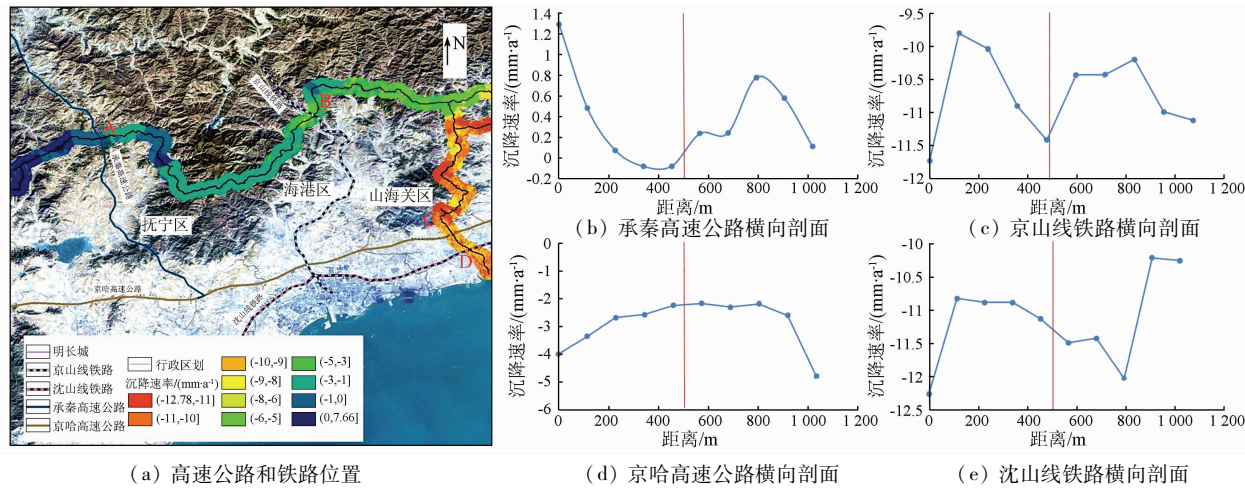 N
A
B
C
D
京山线铁路
承秦高速公路
抚宁区
海港区
山海关区
京哈高速公路
沈山线铁路
明长城
京山线铁路
沈山线铁路
承秦高速公路
京哈高速公路
行政区划
沉降速率/(mm·a⁻¹)
(-12.78,-11]
(-11,-10]
(-10,-9]
(-9,-8]
(-8,-6]
(-6,-5]
(-5,-3]
(-3,-1]
(-1,0]
(0,7.66]
(a) 高速公路和铁路位置
沉降速率/(mm·a⁻¹)
1.4
1.2
0.8
0.6
0.4
0
-0.2
0 200 400 600 800 1 000 1 200
距离/m
(b) 承秦高速公路横向剖面
沉降速率/(mm·a⁻¹)
-9.5
-10
-10.5
-11
-11.5
-12
0 200 400 600 800 1 000 1 200
距离/m
(c) 京山线铁路横向剖面
沉降速率/(mm·a⁻¹)
0
-1
-2
-3
-4
-5
-6
0 200 400 600 800 1 000 1 200
距离/m
(d) 京哈高速公路横向剖面
沉降速率/(mm·a⁻¹)
-10
-10.5
-11
-11.5
-12
-12.5
0 200 400 600 800 1 000 1 200
距离/m
(e) 沈山线铁路横向剖面